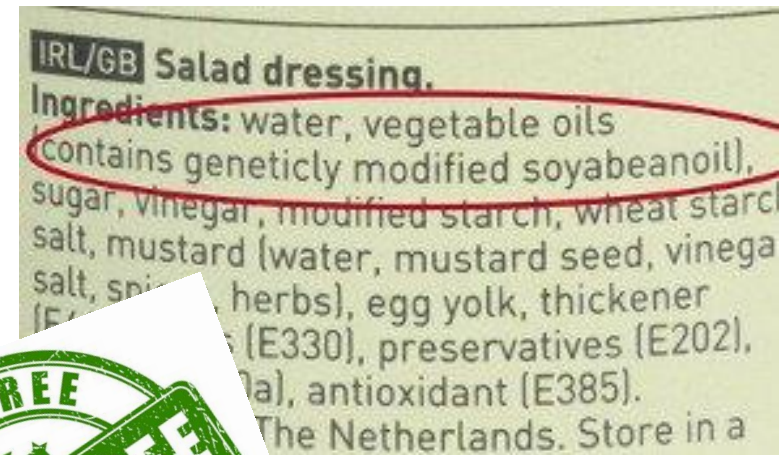 IRL/GB Salad dressing.
Ingredients: water, vegetable oils
(contains geneticly modified soyabeanoil),
sugar, vinegar, modified starch, wheat starch
salt, mustard (water, mustard seed, vinega
salt, herbs), egg yolk, thickener
(E330), preservatives (E202),
antioxidant (E385).
The Netherlands. Store in a
REE